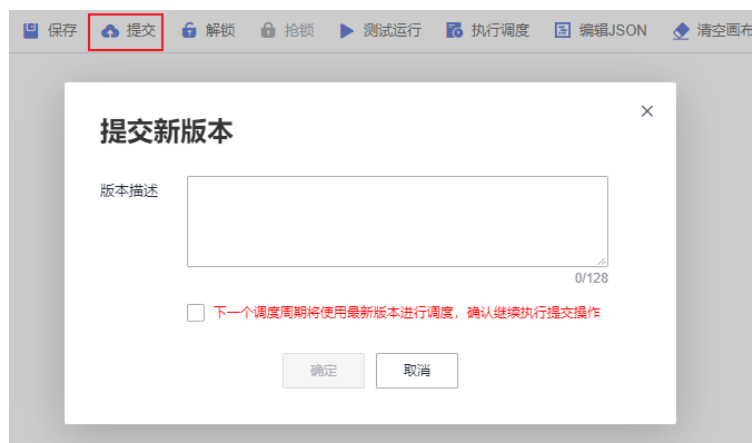 保存 提交 解锁 抢锁 测试运行 执行调度 编辑JSON 清空画布
提交新版本
版本描述
0/128
下一个调度周期将使用最新版本进行调度，确认继续执行提交操作
确定 取消